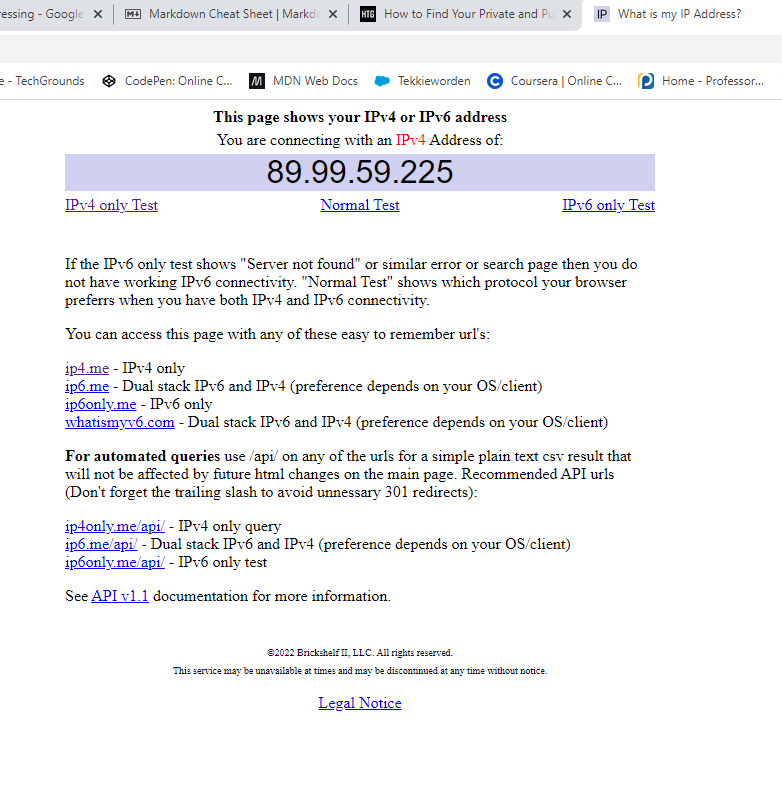 ressing - Google
Markdown Cheat Sheet | Markd
HTG How to Find Your Private and Pu
IP What is my IP Address?
e - TechGrounds
CodePen: Online C...
MDN Web Docs
Tekkieworden
Coursera | Online C...
Home - Professor...
This page shows your IPv4 or IPv6 address
You are connecting with an IPv4 Address of:
89.99.59.225
IPv4 only Test
Normal Test
IPv6 only Test
If the IPv6 only test shows "Server not found" or similar error or search page then you do
not have working IPv6 connectivity. "Normal Test" shows which protocol your browser
preferrs when you have both IPv4 and IPv6 connectivity.
You can access this page with any of these easy to remember url's:
ip4.me - IPv4 only
ip6.me - Dual stack IPv6 and IPv4 (preference depends on your OS/client)
ip6only.me - IPv6 only
whatismyv6.com - Dual stack IPv6 and IPv4 (preference depends on your OS/client)
For automated queries use /api/ on any of the urls for a simple plain text csv result that
will not be affected by future html changes on the main page. Recommended API urls
(Don't forget the trailing slash to avoid unnessary 301 redirects):
ip4only.me/api/ - IPv4 only query
ip6.me/api/ - Dual stack IPv6 and IPv4 (preference depends on your OS/client)
ip6only.me/api/ - IPv6 only test
See API v1.1 documentation for more information.
©2022 Brickshelf II, LLC. All rights reserved.
This service may be unavailable at times and may be discontinued at any time without notice.
Legal Notice